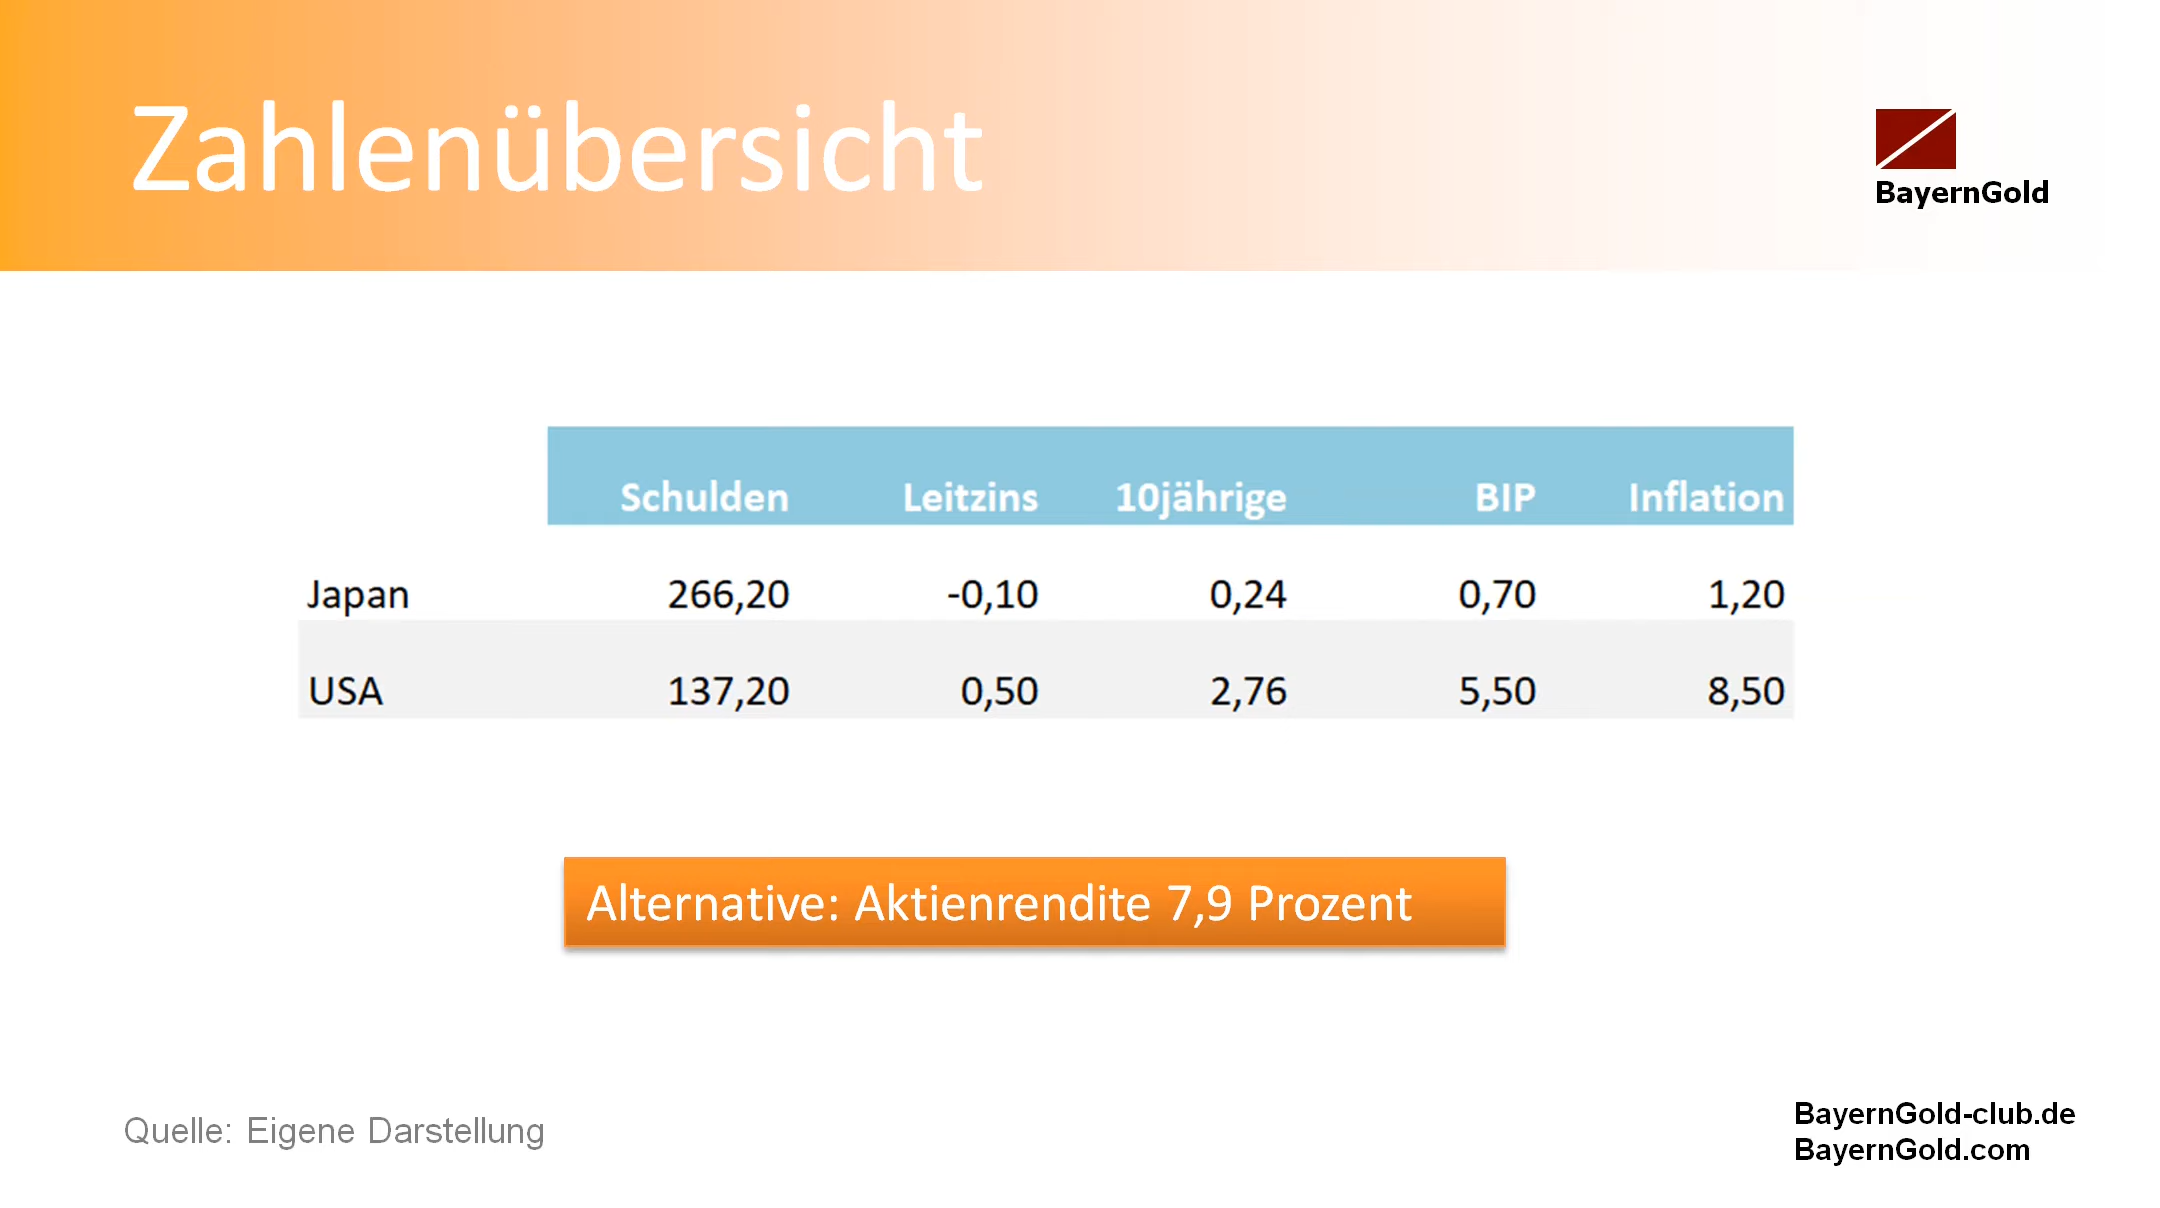 Zahlenübersicht
BayernGold
Schulden Leitzins 10jährige BIP Inflation
Japan 266,20 -0,10 0,24 0,70 1,20
USA 137,20 0,50 2,76 5,50 8,50
Alternative: Aktienrendite 7,9 Prozent
Quelle: Eigene Darstellung
BayernGold-club.de
BayernGold.com